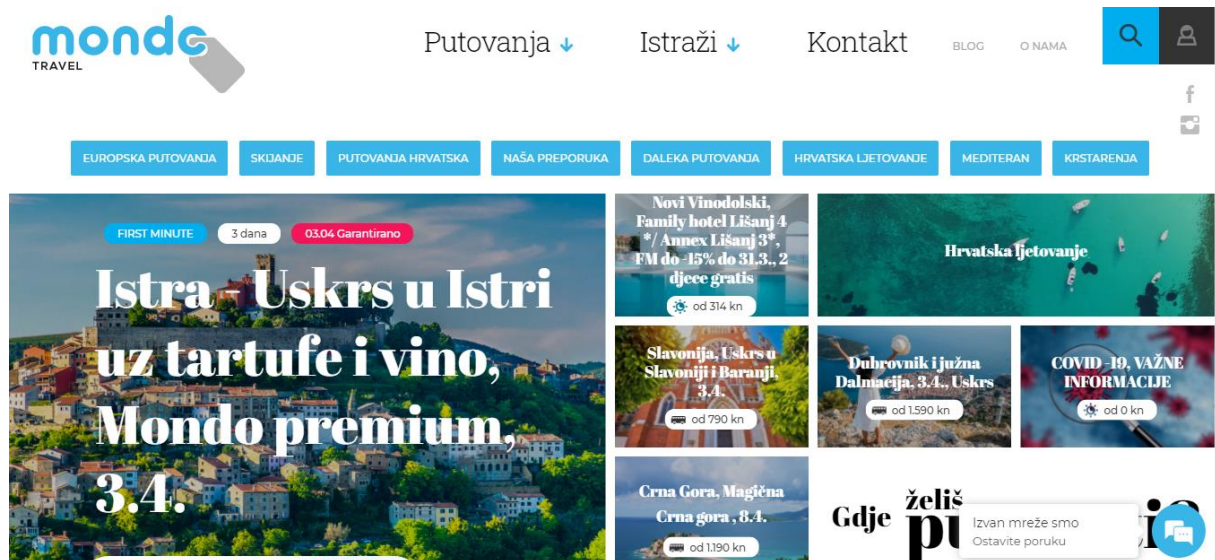 mondo
TRAVEL
Putovanja
Istraži
Kontakt
BLOG
O NAMA
EUROPSKA PUTOVANJA
SKIJANJE
PUTOVANJA HRVATSKA
NAŠA PREPORUKA
DALEKA PUTOVANJA
HRVATSKA LJETOVANJE
MEDITERAN
KRSTARENJA
FIRST MINUTE
3 dana
03.04 Garantirano
Istra - Uskrs u Istri
uz tartufe i vino,
Mondo premium,
3.4.
Novi Vinodolski,
Family hotel Lišanj 4
*/ Annex Lišanj 3*,
FM do -15% do 31.3., 2
djece gratis
od 314 kn
Hrvatska ljetovanje
Slavonija, Uskrs u
Slavoniji i Baranji,
3.4.
od 790 kn
Dubrovnik i južna
Dalmacija, 3.4., Uskrs
od 1.590 kn
COVID -19, VAŽNE
INFORMACIJE
od 0 kn
Crna Gora, Magična
Crna gora , 8.4.
od 1.190 kn
Gdje želiš
Izvan mreže smo
Ostavite poruku